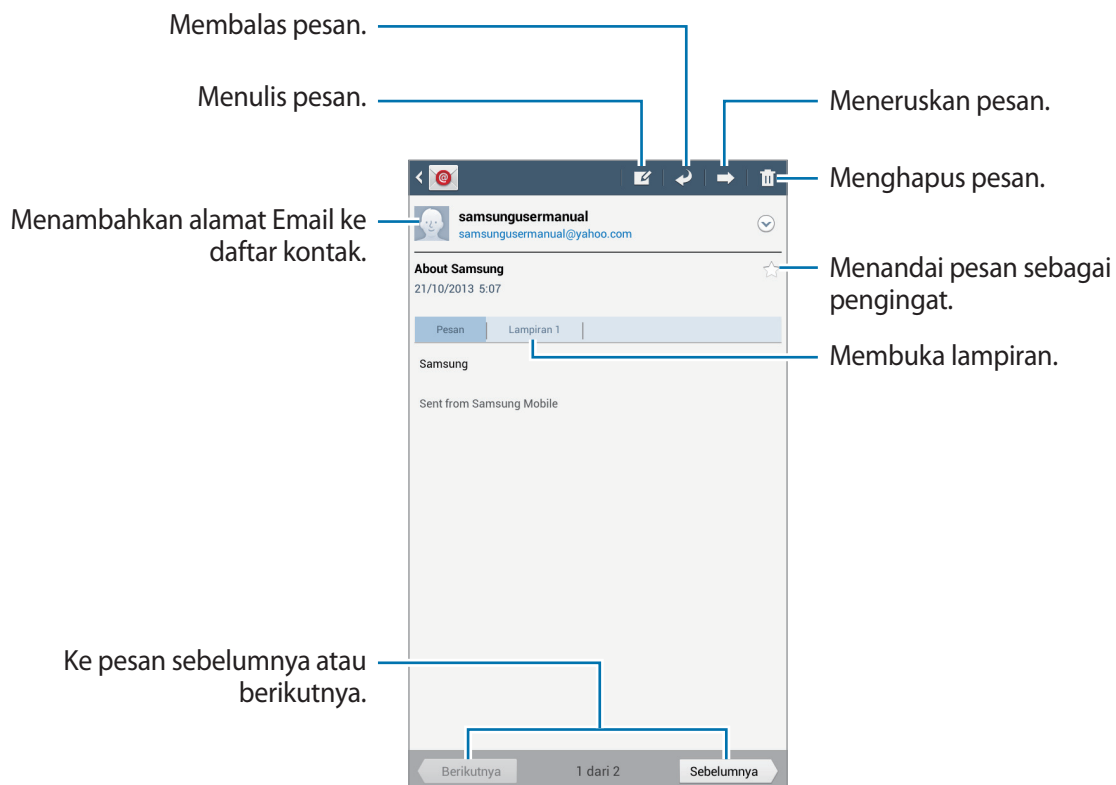 Membalas pesan.
Menulis pesan.
Meneruskan pesan.
Menghapus pesan.
samsungusermanual
samsungusermanual@yahoo.com
Menambahkan alamat Email ke
daftar kontak.
About Samsung
21/10/2013 5:07
Menandai pesan sebagai
pengingat.
Pesan
Lampiran 1
Membuka lampiran.
Samsung
Sent from Samsung Mobile
Ke pesan sebelumnya atau
berikutnya.
Berikutnya
1 dari 2
Sebelumnya